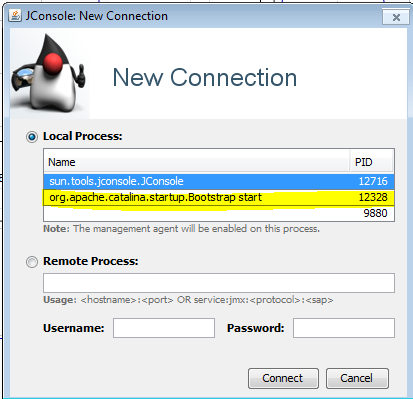 JConsole: New Connection
New Connection
Local Process:
Name PID
sun.tools.jconsole.JConsole 12716
org.apache.catalina.startup.Bootstrap start 12328
9880
Note: The management agent will be enabled on this process.
Remote Process:
Usage: <hostname>:<port> OR service:jmx:<protocol>:<sap>
Username: Password:
Connect Cancel